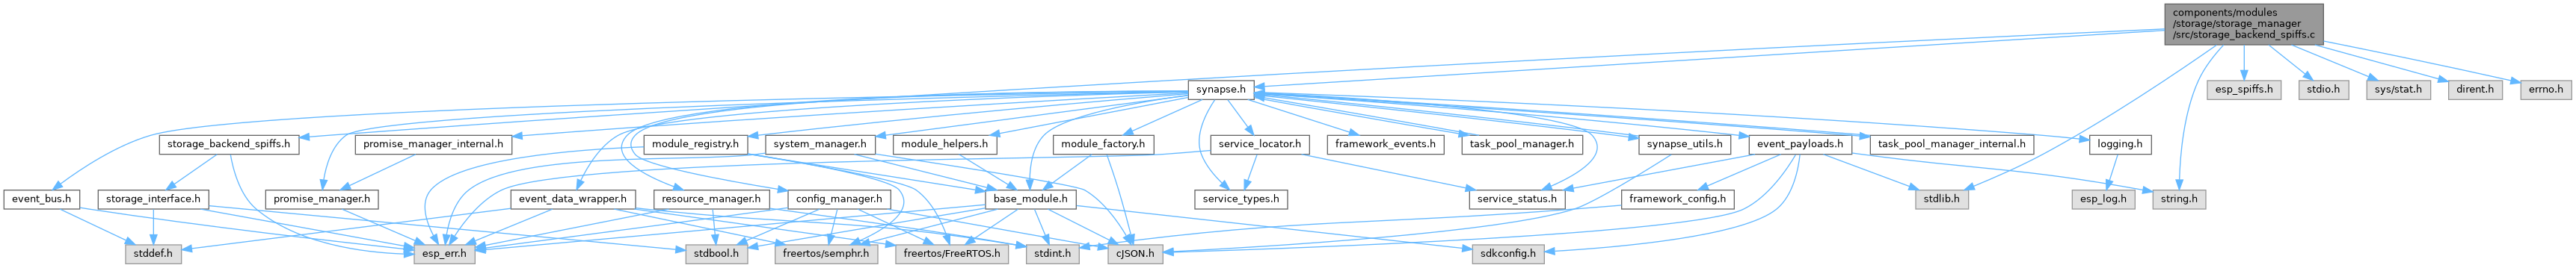 components/modules
/storage/storage_manager
/src/storage_backend_spiffs.c
synapse.h
esp_spiffs.h
stdio.h
sys/stat.h
dirent.h
errno.h
storage_backend_spiffs.h
promise_manager_internal.h
module_registry.h
system_manager.h
module_helpers.h
module_factory.h
service_locator.h
framework_events.h
task_pool_manager.h
synapse_utils.h
event_payloads.h
task_pool_manager_internal.h
logging.h
event_bus.h
storage_interface.h
promise_manager.h
event_data_wrapper.h
resource_manager.h
config_manager.h
base_module.h
service_types.h
service_status.h
framework_config.h
stdlib.h
esp_log.h
string.h
stddef.h
esp_err.h
stdbool.h
freertos/semphr.h
freertos/FreeRTOS.h
stdint.h
cJSON.h
sdkconfig.h